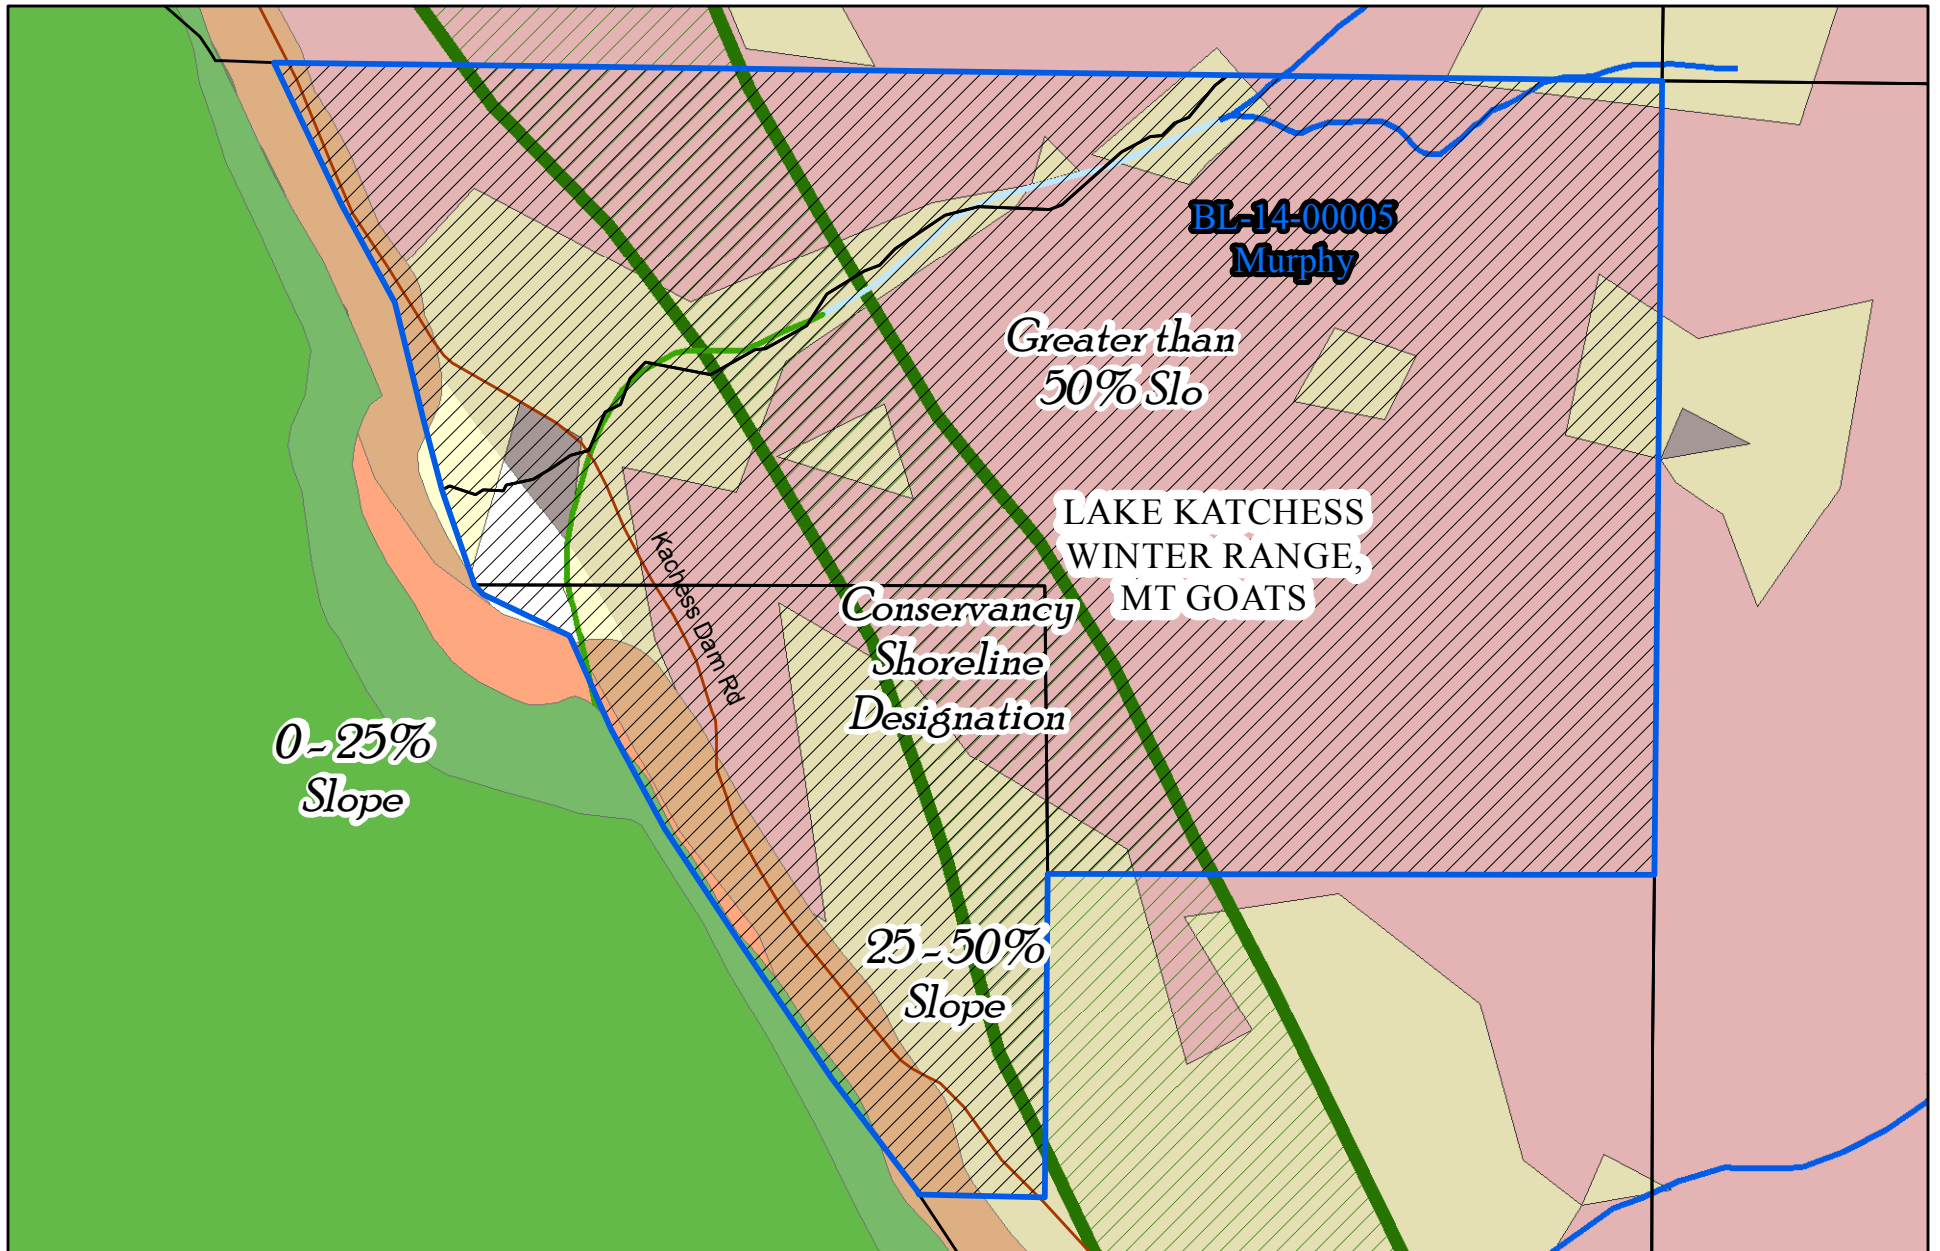 BL-14-00005
Murphy
Greater than
50% Slo
LAKE KATCHESS
WINTER RANGE,
MT GOATS
Kachess Dam Rd
Conservancy
Shoreline
Designation
0-25%
Slope
25-50%
Slope